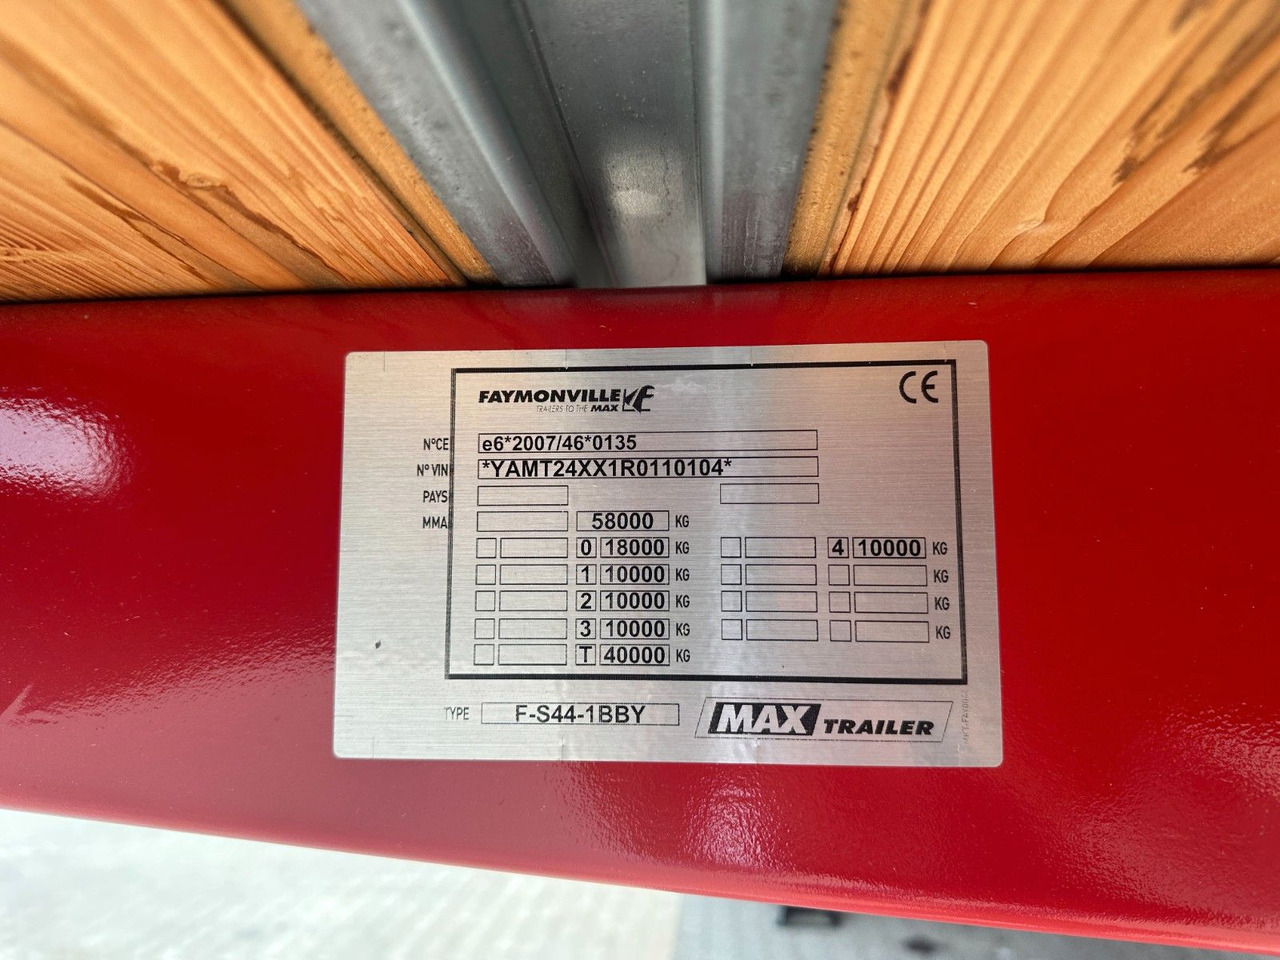 FAYMONVILLE
TRAILERS TO THE MAX
CE
N°CE e6*2007/46*0135
N° VIN *YAMT24XX1R0110104*
PAYS
MMA 58000 KG
0 18000 KG 4 10000 KG
1 10000 KG KG
2 10000 KG KG
3 10000 KG KG
T 40000 KG
TYPE F-S44-1BBY MAX TRAILER